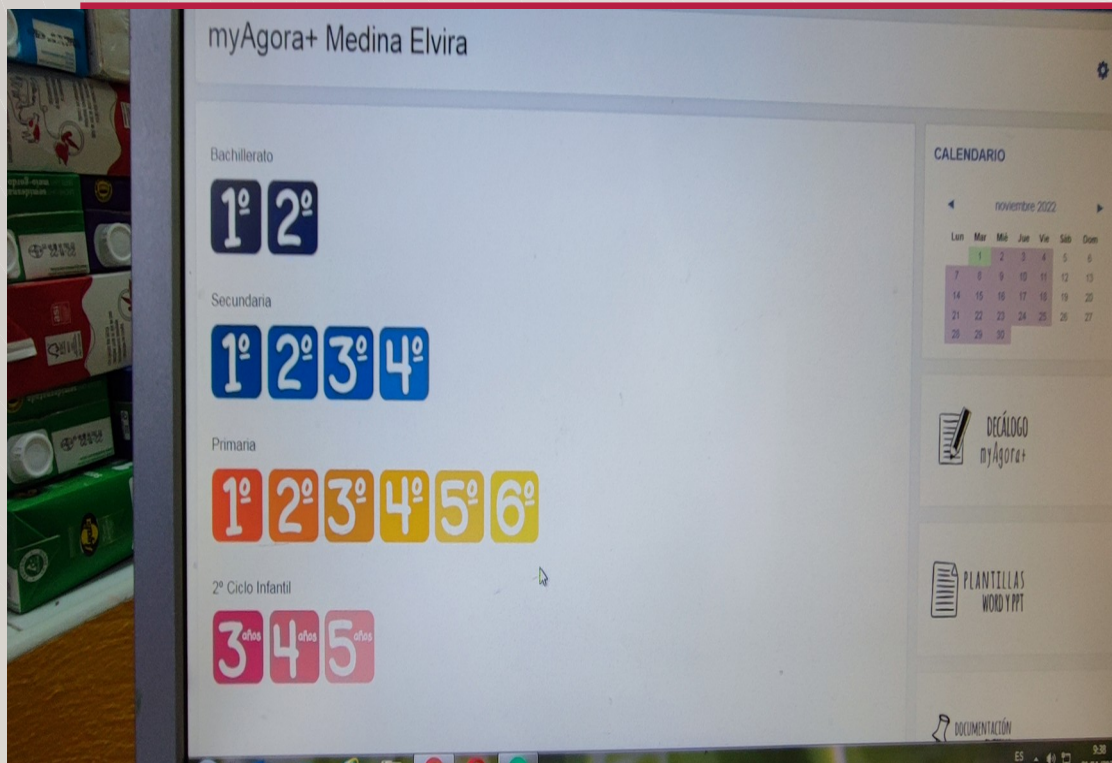 myAgora+ Medina Elvira
Bachillerato
1º 2º
Secundaria
1º 2º 3º 4º
Primaria
1º 2º 3º 4º 5º 6º
2º Ciclo Infantil
3 años 4 años 5 años
CALENDARIO
noviembre 2022
Lun Mar Mié Jue Vie Sáb Dom
1 2 3 4 5 6
7 8 9 10 11 12 13
14 15 16 17 18 19 20
21 22 23 24 25 26 27
28 29 30
DECÁLOGO
myAgora+
PLANTILLAS
WORD Y PPT
DOCUMENTACIÓN
ES
9:38